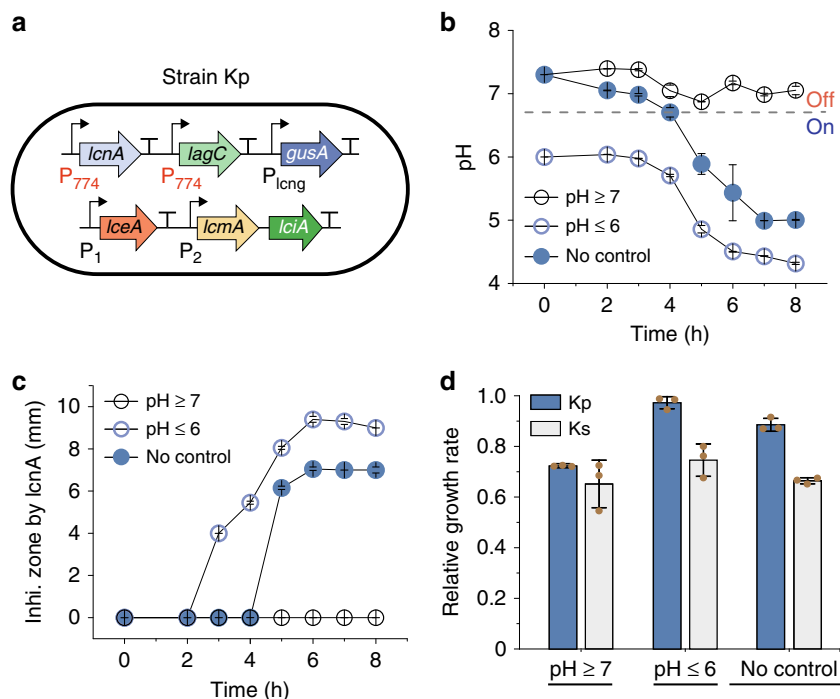 a
Strain Kp
lcnA
lagC
gusA
P774
P774
Plcng
lceA
lcmA
lciA
P1
P2
b
8
7
6
5
4
pH
Off
On
pH ≥ 7
pH ≤ 6
No control
0
2
4
6
8
Time (h)
c
10
8
6
4
2
0
Inhi. zone by lcnA (mm)
pH ≥ 7
pH ≤ 6
No control
0
2
4
6
8
Time (h)
d
1.0
0.8
0.6
0.4
0.2
0
Relative growth rate
Kp
Ks
pH ≥ 7
pH ≤ 6
No control